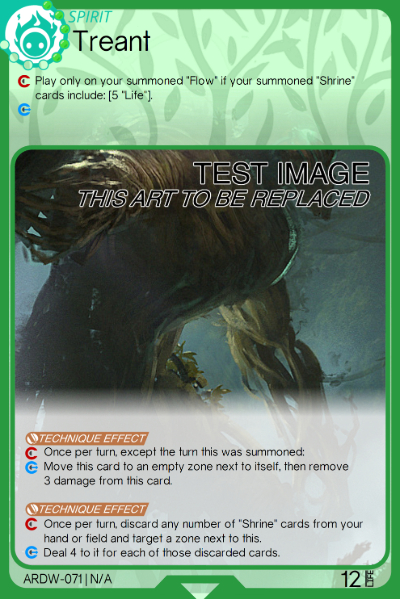 SPIRIT
Treant
Play only on your summoned "Flow" if your summoned "Shrine"
cards include: [5 "Life"].
TEST IMAGE
THIS ART TO BE REPLACED
TECHNIQUE EFFECT
Once per turn, except the turn this was summoned:
Move this card to an empty zone next to itself, then remove
3 damage from this card.
TECHNIQUE EFFECT
Once per turn, discard any number of "Shrine" cards from your
hand or field and target a zone next to this.
Deal 4 to it for each of those discarded cards.
ARDW-071 | N/A
12 LIFE